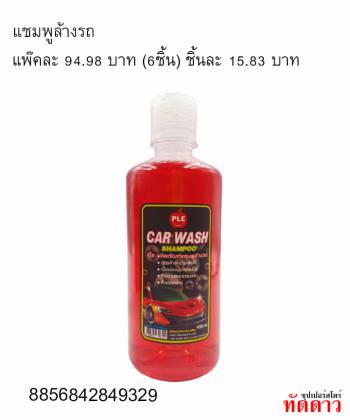 แชมพูล้างรถ
แพ๊คละ 94.98 บาท (6ชิ้น) ชิ้นละ 15.83 บาท
PLE
CAR WASH
SHAMPOO
8856842849329
ซุปเปอร์สโตร์
ทัดดาว